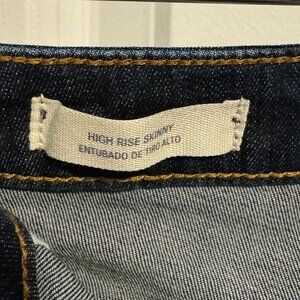 HIGH RISE SKINNY
ENTUBADO DE TIRO ALTO